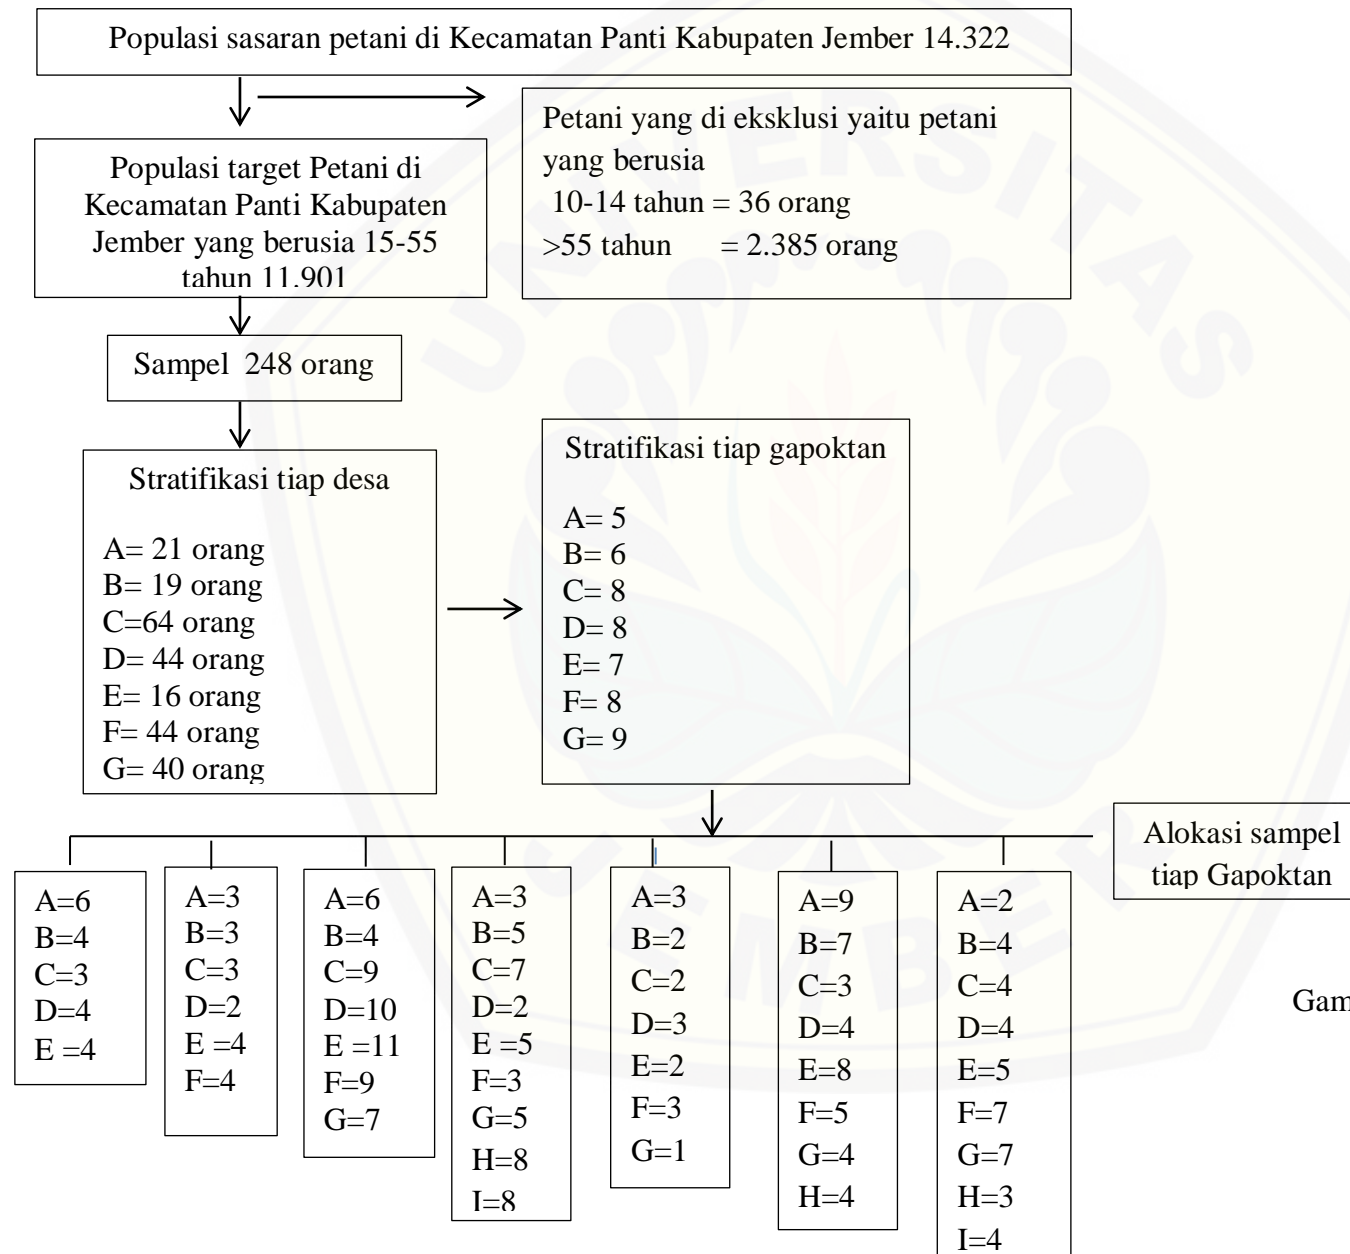 Populasi sasaran petani di Kecamatan Panti Kabupaten Jember 14.322
Petani yang di eksklusi yaitu petani
yang berusia
10-14 tahun = 36 orang
>55 tahun = 2.385 orang
Populasi target Petani di
Kecamatan Panti Kabupaten
Jember yang berusia 15-55
tahun 11.901
Sampel 248 orang
Stratifikasi tiap desa
A= 21 orang
B= 19 orang
C=64 orang
D= 44 orang
E= 16 orang
F= 44 orang
G= 40 orang
Stratifikasi tiap gapoktan
A= 5
B= 6
C= 8
D= 8
E= 7
F= 8
G= 9
Alokasi sampel
tiap Gapoktan
A=6
B=4
C=3
D=4
E =4
A=3
B=3
C=3
D=2
E =4
F=4
A=6
B=4
C=9
D=10
E =11
F=9
G=7
A=3
B=5
C=7
D=2
E =5
F=3
G=5
H=8
I=8
A=3
B=2
C=2
D=3
E=2
F=3
G=1
A=9
B=7
C=3
D=4
E=8
F=5
G=4
H=4
A=2
B=4
C=4
D=4
E=5
F=7
G=7
H=3
I=4
Gam
UNIVERSITAS
JEMBER